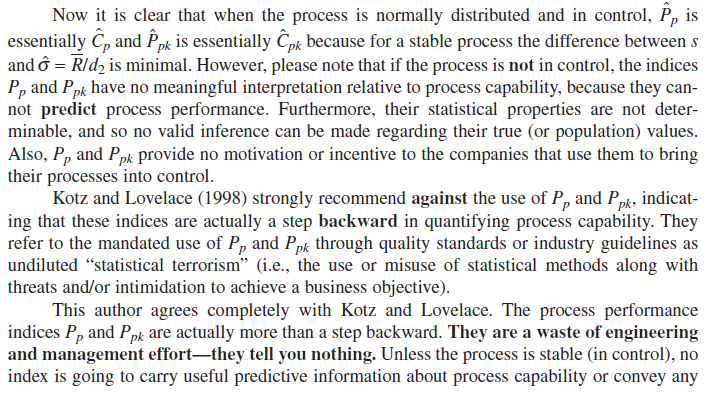 Now it is clear that when the process is normally distributed and in control, P̂p is
essentially Ĉp and P̂pk is essentially Ĉpk because for a stable process the difference between s
and σ̂ = R̅/d2 is minimal. However, please note that if the process is not in control, the indices
Pp and Ppk have no meaningful interpretation relative to process capability, because they can-
not predict process performance. Furthermore, their statistical properties are not deter-
minable, and so no valid inference can be made regarding their true (or population) values.
Also, Pp and Ppk provide no motivation or incentive to the companies that use them to bring
their processes into control.
Kotz and Lovelace (1998) strongly recommend against the use of Pp and Ppk, indicat-
ing that these indices are actually a step backward in quantifying process capability. They
refer to the mandated use of Pp and Ppk through quality standards or industry guidelines as
undiluted “statistical terrorism” (i.e., the use or misuse of statistical methods along with
threats and/or intimidation to achieve a business objective).
This author agrees completely with Kotz and Lovelace. The process performance
indices Pp and Ppk are actually more than a step backward. They are a waste of engineering
and management effort—they tell you nothing. Unless the process is stable (in control), no
index is going to carry useful predictive information about process capability or convey any